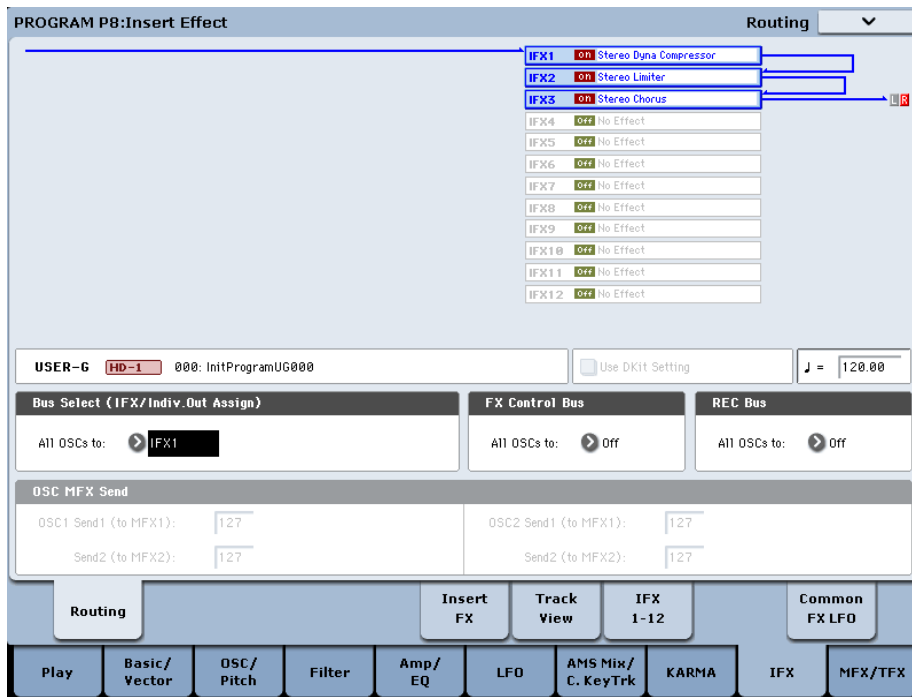 PROGRAM P8:Insert Effect Routing
IFX1 On Stereo Dyna Compressor
IFX2 On Stereo Limiter
IFX3 On Stereo Chorus
L R
IFX4 Off No Effect
IFX5 Off No Effect
IFX6 Off No Effect
IFX7 Off No Effect
IFX8 Off No Effect
IFX9 Off No Effect
IFX10 Off No Effect
IFX11 Off No Effect
IFX12 Off No Effect
USER-G HD-1 000: InitProgramUG000 Use DKit Setting ♩ = 120.00
Bus Select (IFX/Indiv.Out Assign) FX Control Bus REC Bus
All OSCs to: IFX1 All OSCs to: Off All OSCs to: Off
OSC MFX Send
OSC1 Send1 (to MFX1): 127 OSC2 Send1 (to MFX1): 127
Send2 (to MFX2): 127 Send2 (to MFX2): 127
Routing
Insert FX
Track View
IFX 1-12
Common FX LFO
Play
Basic/ Vector
OSC/ Pitch
Filter
Amp/ EQ
LFO
AMS Mix/ C. KeyTrk
KARMA
IFX
MFX/TFX